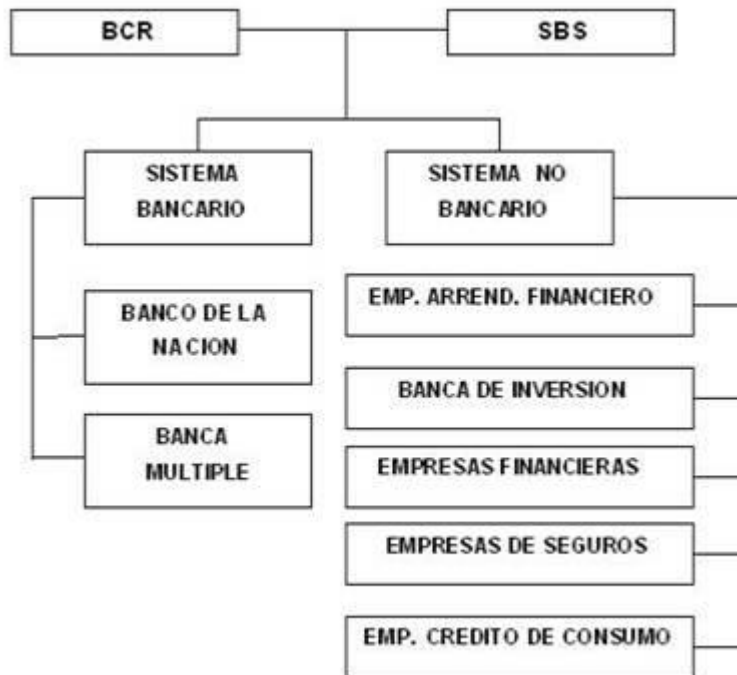 BCR
SBS
SISTEMA
BANCARIO
SISTEMA NO
BANCARIO
BANCO DE LA
NACION
BANCA
MULTIPLE
EMP. ARREND. FINANCIERO
BANCA DE INVERSION
EMPRESAS FINANCIERAS
EMPRESAS DE SEGUROS
EMP. CREDITO DE CONSUMO